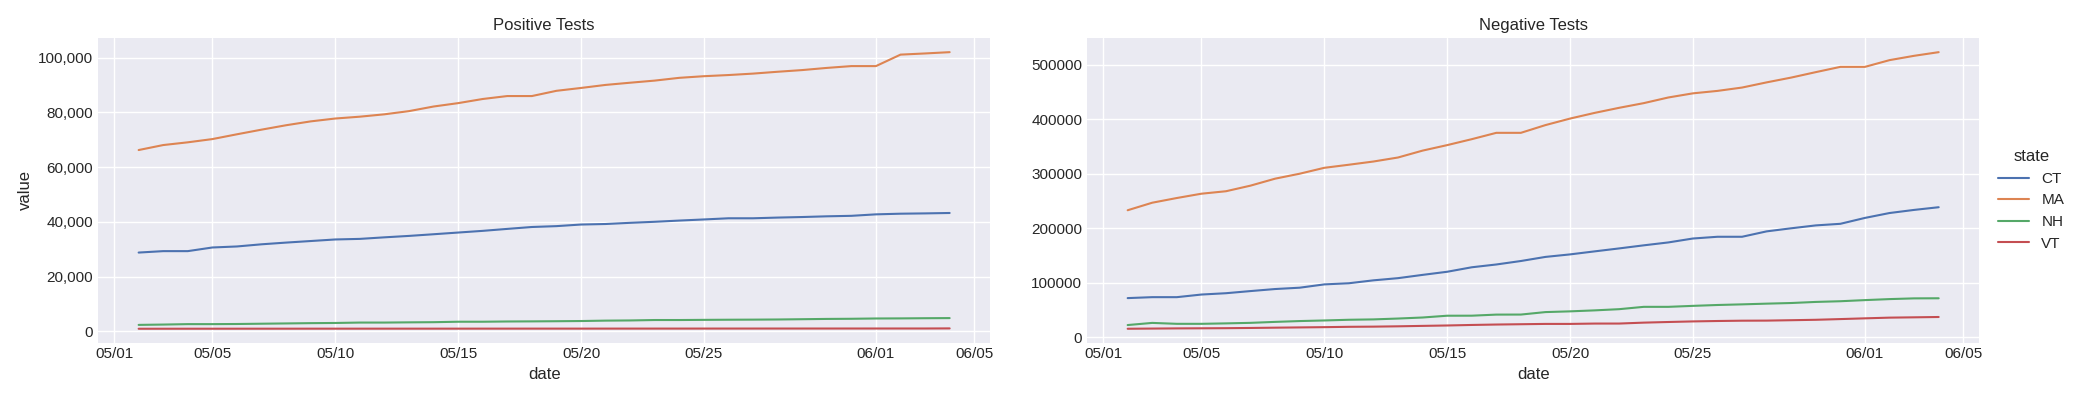 Positive Tests
value
100,000
80,000
60,000
40,000
20,000
0
05/01 05/05 05/10 05/15 05/20 05/25 06/01 06/05
date
Negative Tests
500000
400000
300000
200000
100000
0
05/01 05/05 05/10 05/15 05/20 05/25 06/01 06/05
date
state
CT
MA
NH
VT